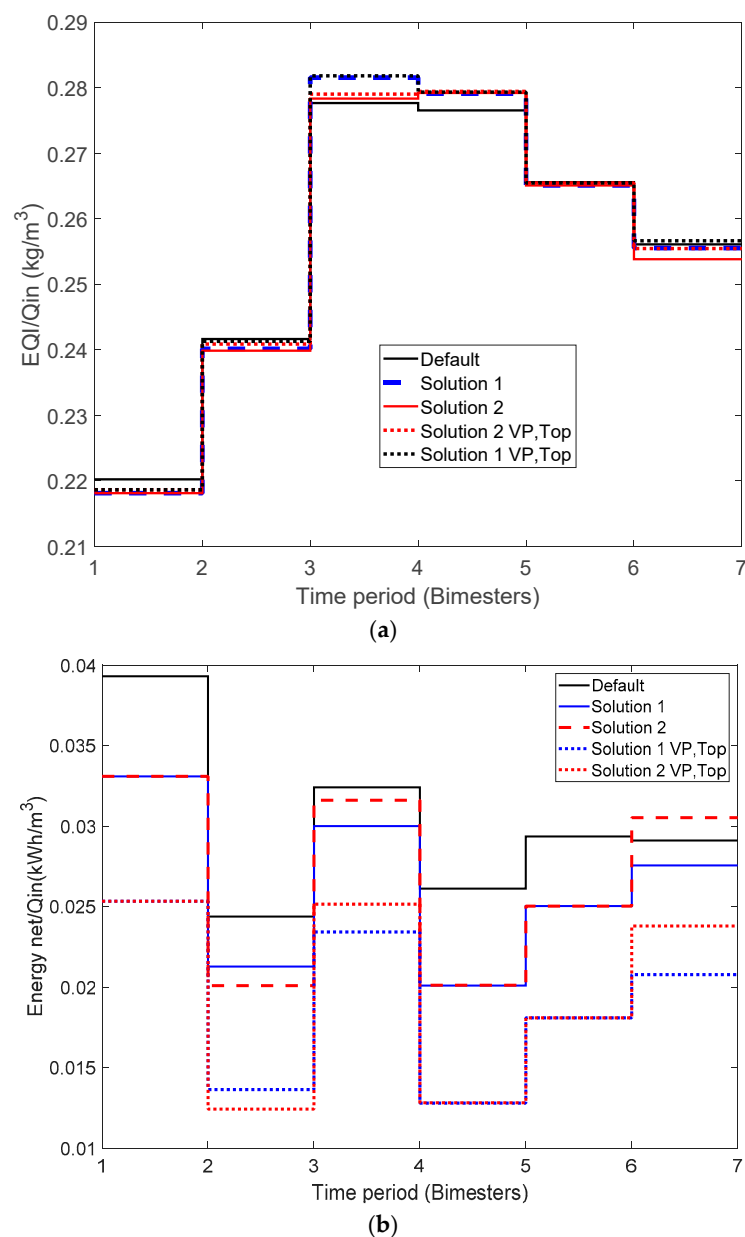 0.29
0.28
0.27
0.26
0.25
0.24
0.23
0.22
0.21
EQI/Qin (kg/m³)
Default
Solution 1
Solution 2
Solution 2 VP,Top
Solution 1 VP,Top
1 2 3 4 5 6 7
Time period (Bimesters)
(a)
0.04
0.035
0.03
0.025
0.02
0.015
0.01
Energy net/Qin(kWh/m³)
Default
Solution 1
Solution 2
Solution 1 VP,Top
Solution 2 VP,Top
1 2 3 4 5 6 7
Time period (Bimesters)
(b)